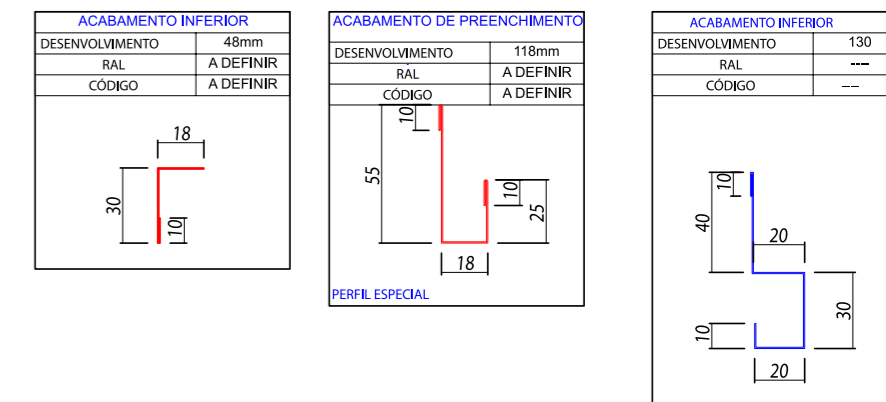 ACABAMENTO INFERIOR
DESENVOLVIMENTO 48mm
RAL A DEFINIR
CÓDIGO A DEFINIR
18
30
10
ACABAMENTO DE PREENCHIMENTO
DESENVOLVIMENTO 118mm
RAL A DEFINIR
CÓDIGO A DEFINIR
10
55
10
25
18
PERFIL ESPECIAL
ACABAMENTO INFERIOR
DESENVOLVIMENTO 130
RAL ---
CÓDIGO --
10
40
20
30
10
20